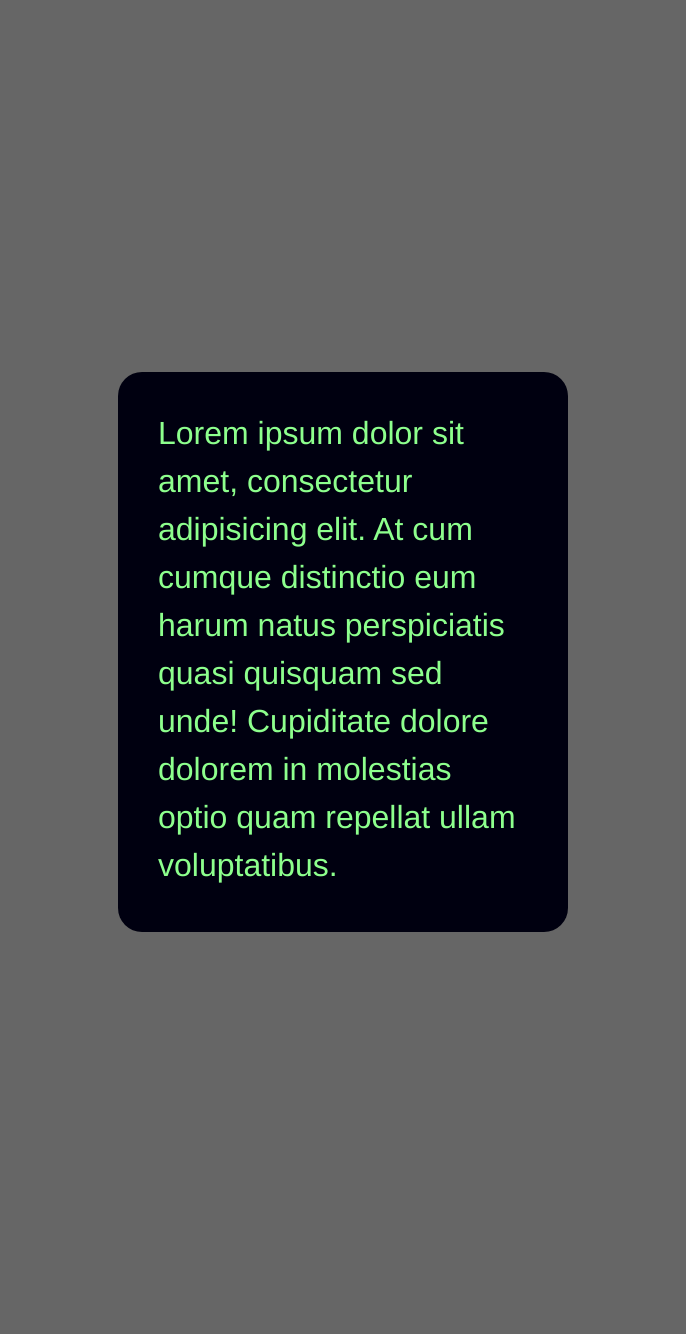 Lorem ipsum dolor sit
amet, consectetur
adipisicing elit. At cum
cumque distinctio eum
harum natus perspiciatis
quasi quisquam sed
unde! Cupiditate dolore
dolorem in molestias
optio quam repellat ullam
voluptatibus.